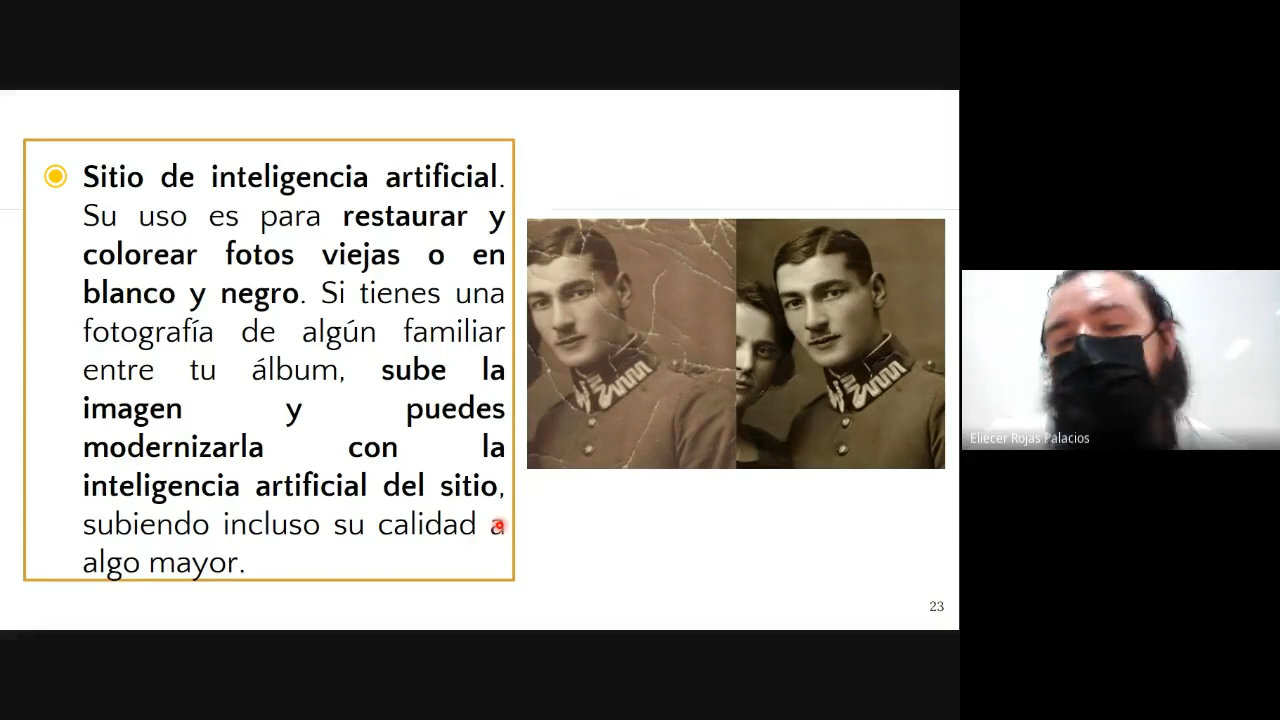 Sitio de inteligencia artificial.
Su uso es para restaurar y
colorear fotos viejas o en
blanco y negro. Si tienes una
fotografía de algún familiar
entre tu álbum, sube la
imagen y puedes
modernizarla con la
inteligencia artificial del sitio,
subiendo incluso su calidad a
algo mayor.
23
Eliecer Rojas Palacios